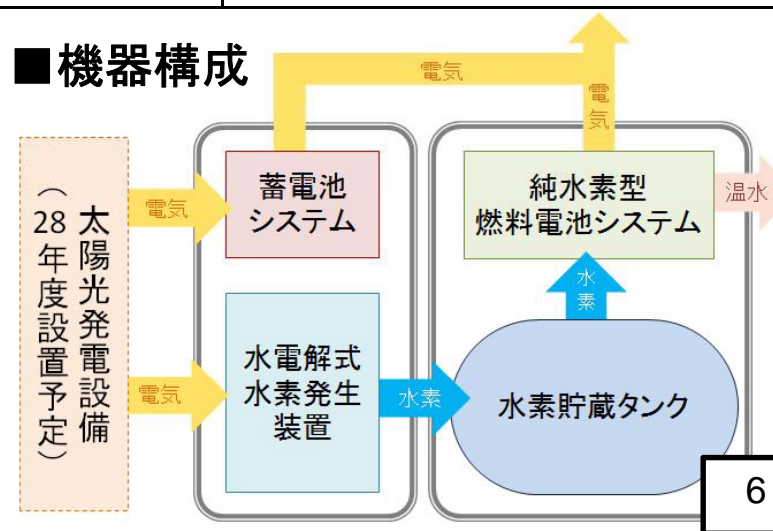 ■機器構成
電気
電気
太陽光発電設備
（28年度設置予定）
電気
蓄電池
システム
純水素型
燃料電池システム
温水
水素
電気
水電解式
水素発生
装置
水素
水素貯蔵タンク
6